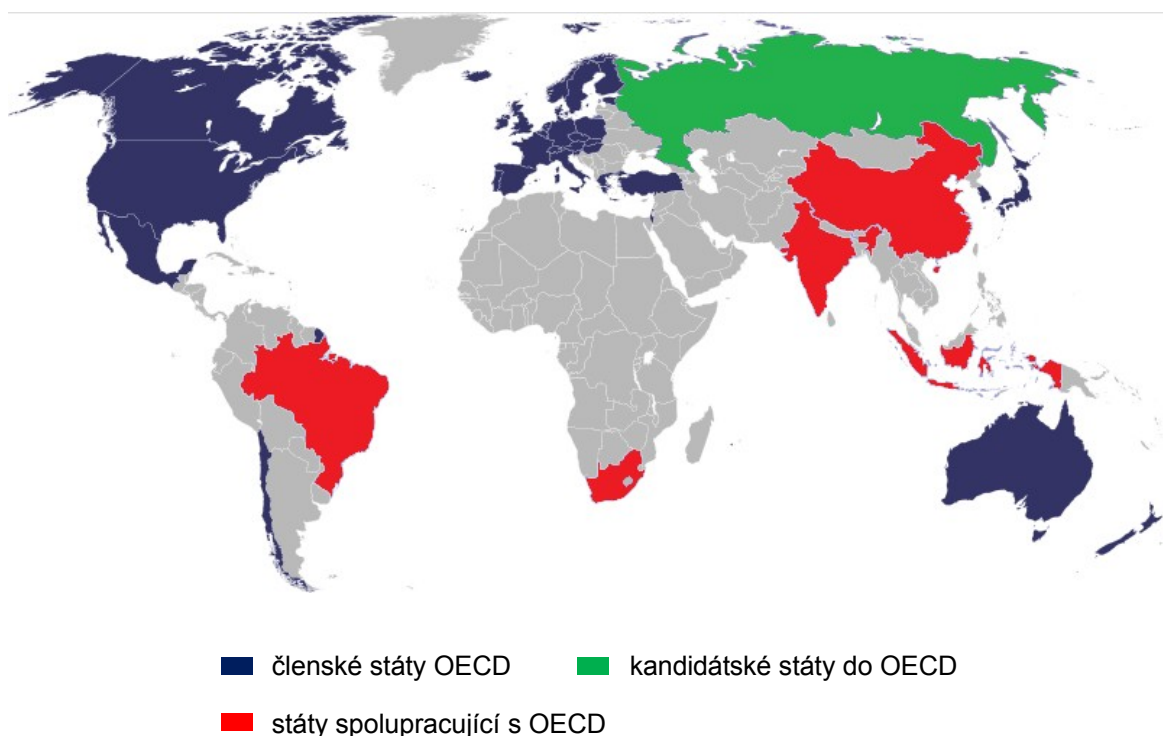 členské státy OECD
kandidátské státy do OECD
státy spolupracující s OECD